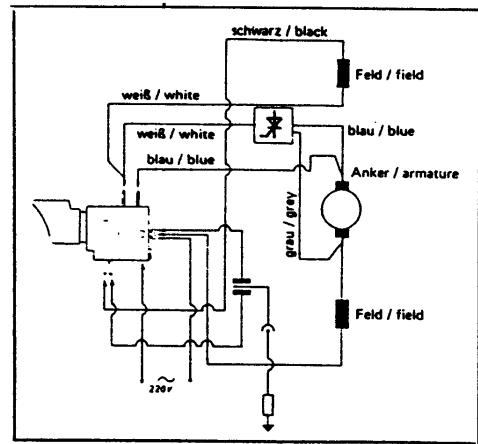 schwarz / black
Feld / field
weiß / white
weiß / white
blau / blue
blau / blue
Anker / armature
grau / grey
Feld / field
220v